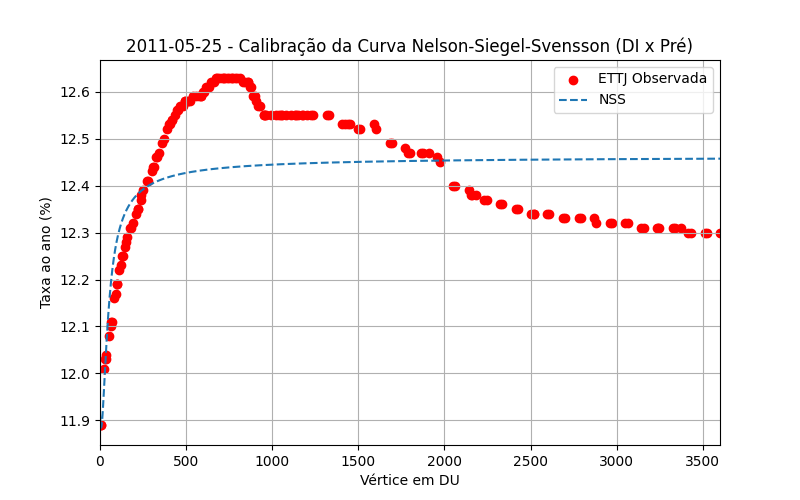 2011-05-25 - Calibração da Curva Nelson-Siegel-Svensson (DI x Pré)
ETTJ Observada
NSS
Taxa ao ano (%)
12.6
12.5
12.4
12.3
12.2
12.1
12.0
11.9
0 500 1000 1500 2000 2500 3000 3500
Vértice em DU